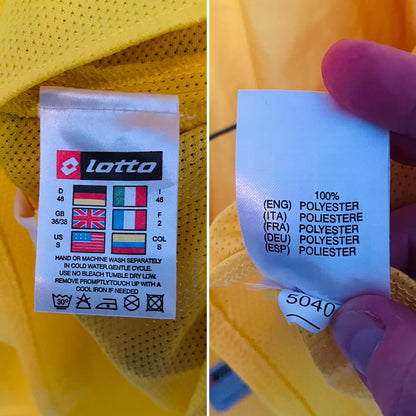 lotto
D
46
I
46
GB
36/38
F
2
US
S
COL
S
HAND OR MACHINE WASH SEPARATELY
IN COLD WATER.GENTLE CYCLE.
USE NO BLEACH TUMBLE DRY LOW.
REMOVE PROMPTLY.TOUCH UP WITH A
COOL IRON IF NEEDED
30°
100%
(ENG) POLYESTER
(ITA) POLIESTERE
(FRA) POLYESTER
(DEU) POLYESTER
(ESP) POLIESTER
5040